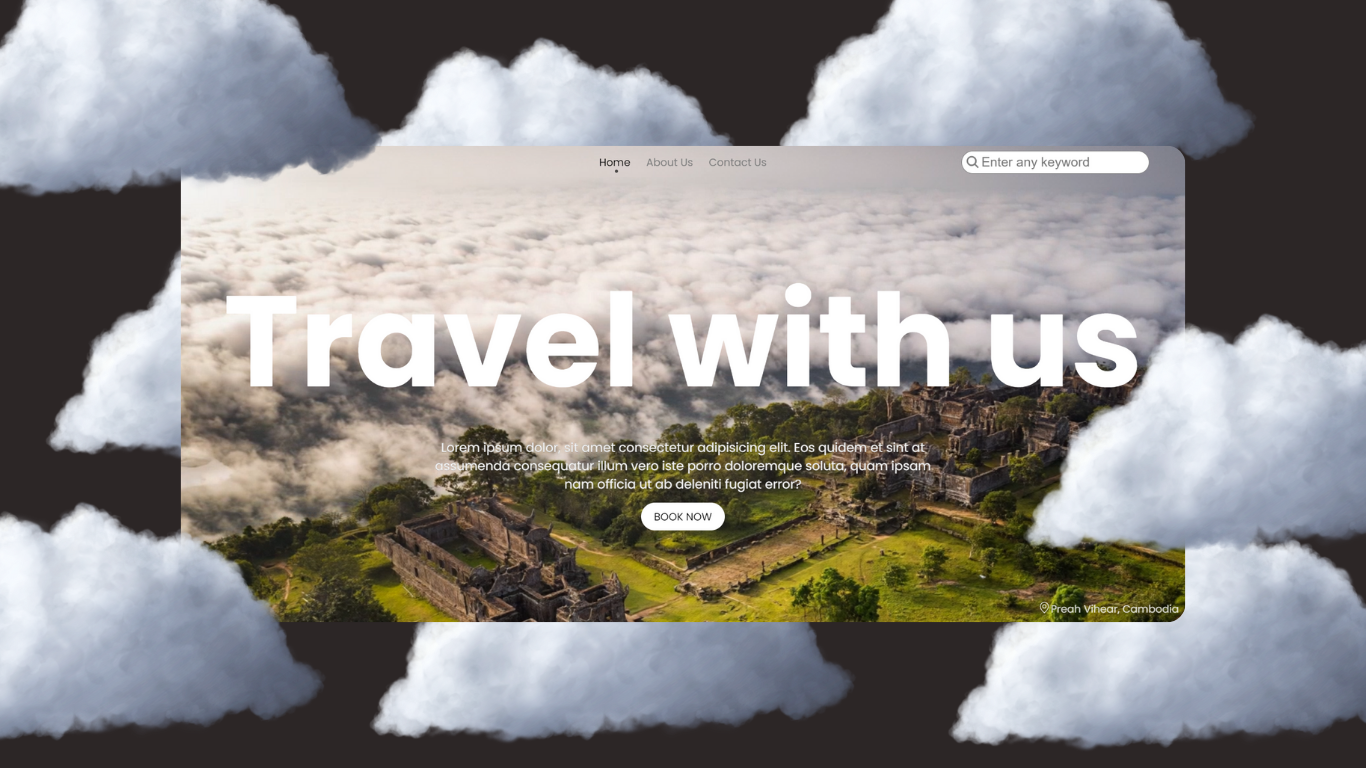 Home About Us Contact Us Enter any keyword
Travel with us
Lorem ipsum dolor, sit amet consectetur adipisicing elit. Eos quidem et sint at,
assumenda consequatur illum vero iste porro doloremque soluta, quam ipsam
nam officia ut ab deleniti fugiat error?
BOOK NOW
Preah Vihear, Cambodia